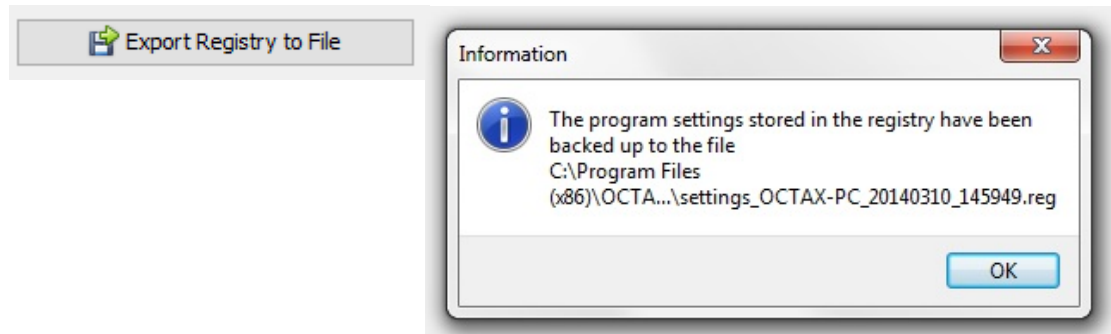 Export Registry to File
Information
The program settings stored in the registry have been
backed up to the file
C:\Program Files
(x86)\OCTA...\settings_OCTAX-PC_20140310_145949.reg
OK